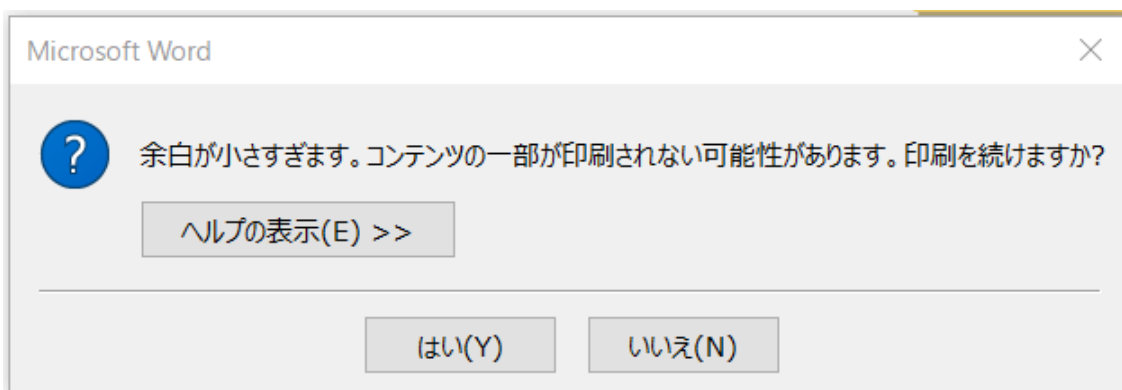 Microsoft Word
余白が小さすぎます。コンテンツの一部が印刷されない可能性があります。印刷を続けますか?
ヘルプの表示(E) >>
はい(Y)
いいえ(N)